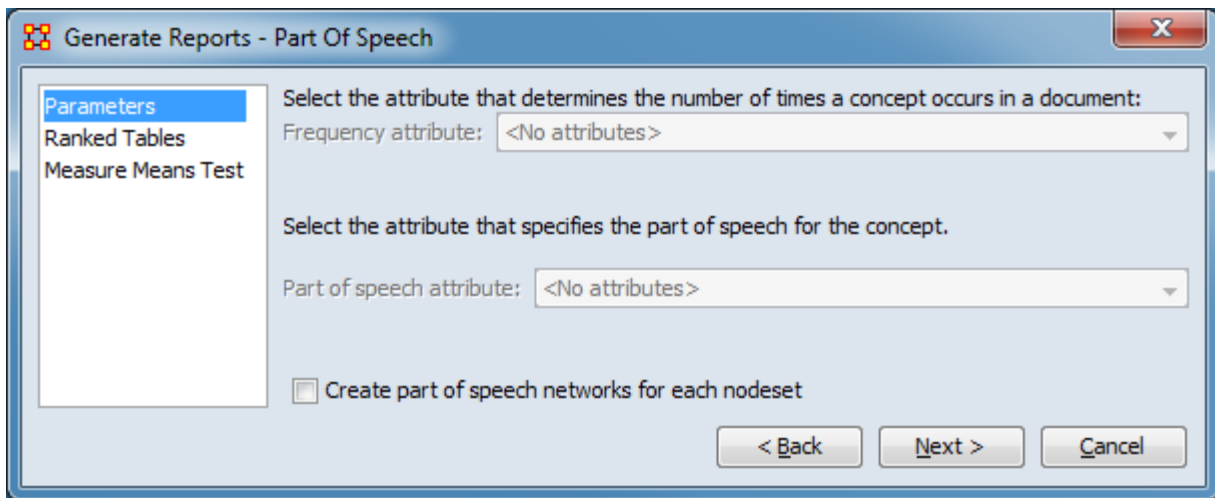 Generate Reports - Part Of Speech
Parameters
Ranked Tables
Measure Means Test
Select the attribute that determines the number of times a concept occurs in a document:
Frequency attribute: <No attributes>
Select the attribute that specifies the part of speech for the concept.
Part of speech attribute: <No attributes>
Create part of speech networks for each nodeset
< Back Next > Cancel